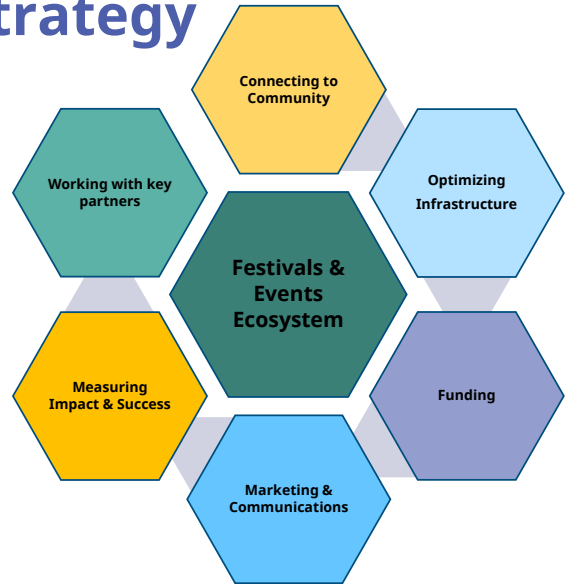 trategy
Connecting to
Community
Optimizing
Infrastructure
Working with key
partners
Festivals &
Events
Ecosystem
Measuring
Impact & Success
Funding
Marketing &
Communications